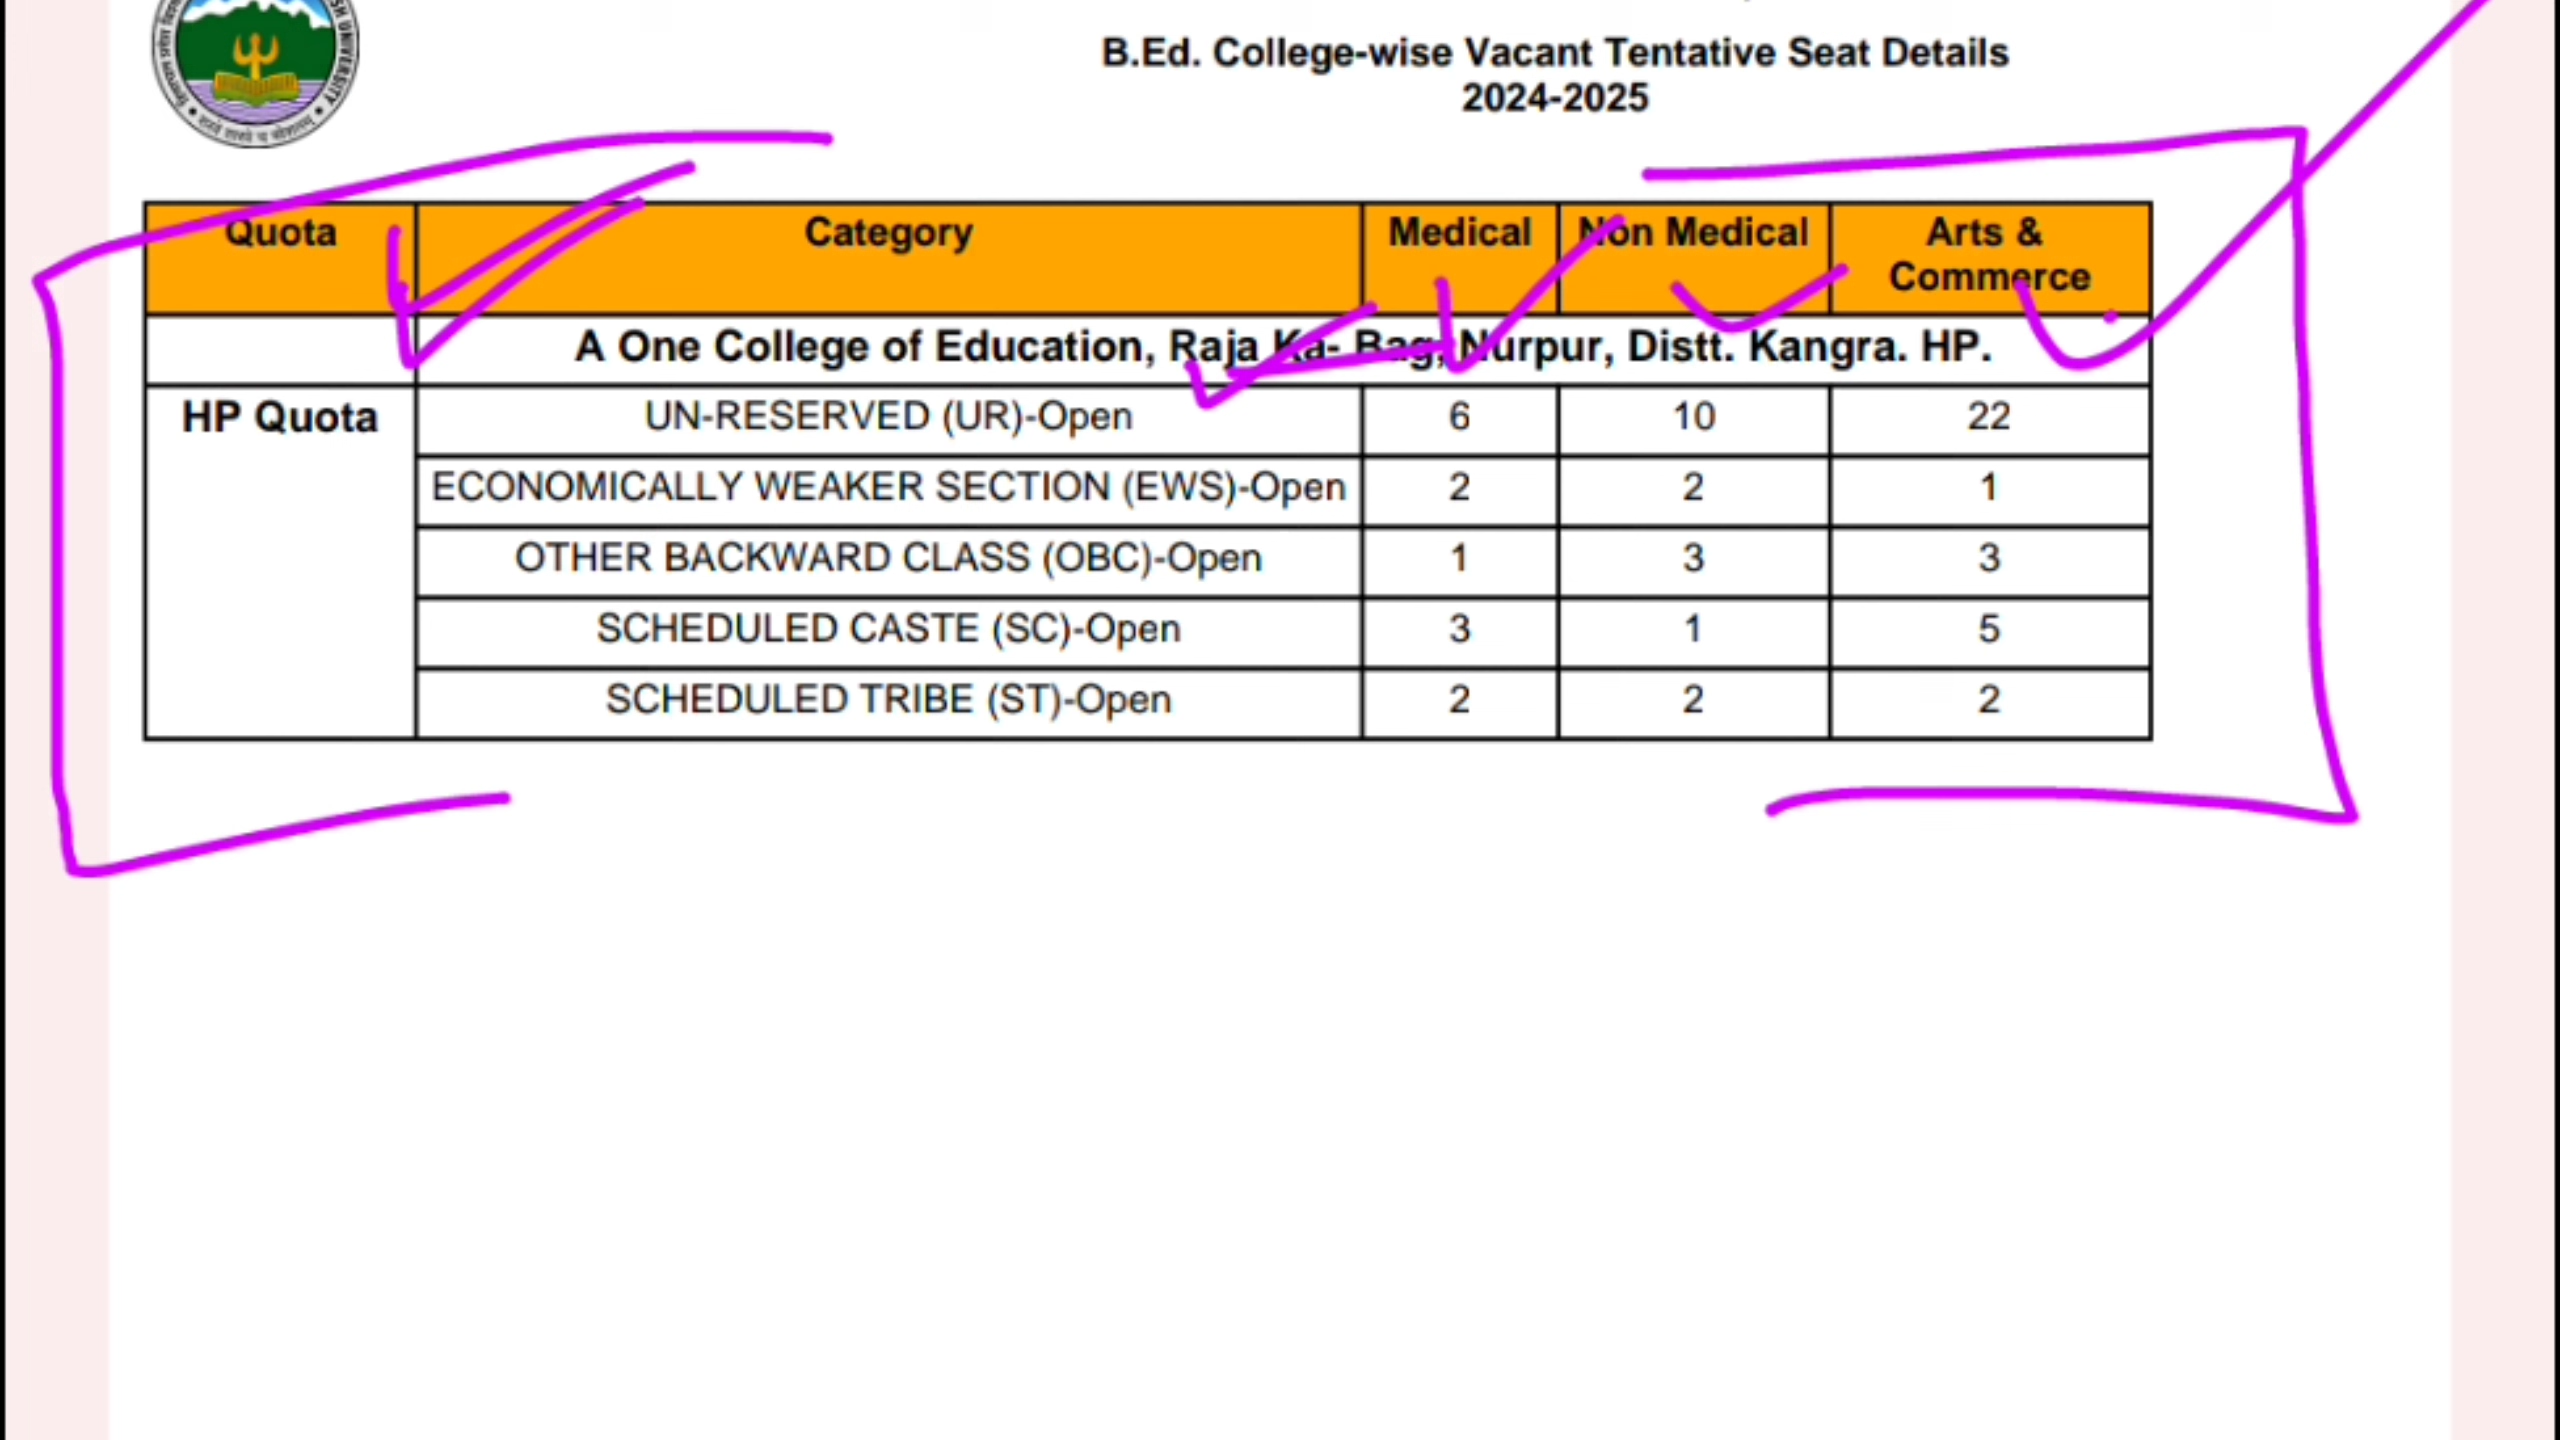 B.Ed. College-wise Vacant Tentative Seat Details
2024-2025
Quota Category Medical Non Medical Arts &
Commerce
A One College of Education, Raja Ka- Bag, Nurpur, Distt. Kangra. HP.
HP Quota UN-RESERVED (UR)-Open 6 10 22
ECONOMICALLY WEAKER SECTION (EWS)-Open 2 2 1
OTHER BACKWARD CLASS (OBC)-Open 1 3 3
SCHEDULED CASTE (SC)-Open 3 1 5
SCHEDULED TRIBE (ST)-Open 2 2 2